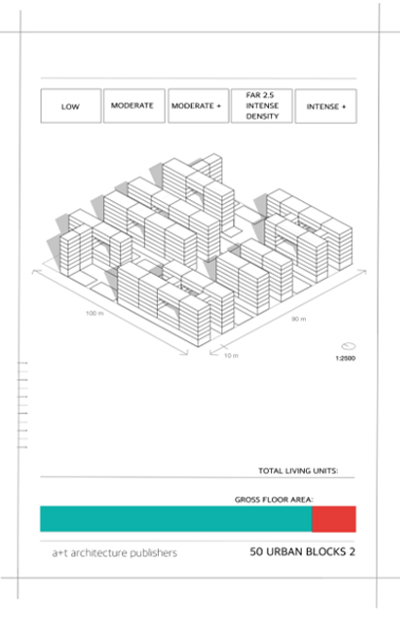 LOW
MODERATE
MODERATE +
FAR 2.5
INTENSE
DENSITY
INTENSE +
100 m
80 m
10 m
1:2500
TOTAL LIVING UNITS:
GROSS FLOOR AREA:
a+t architecture publishers
50 URBAN BLOCKS 2